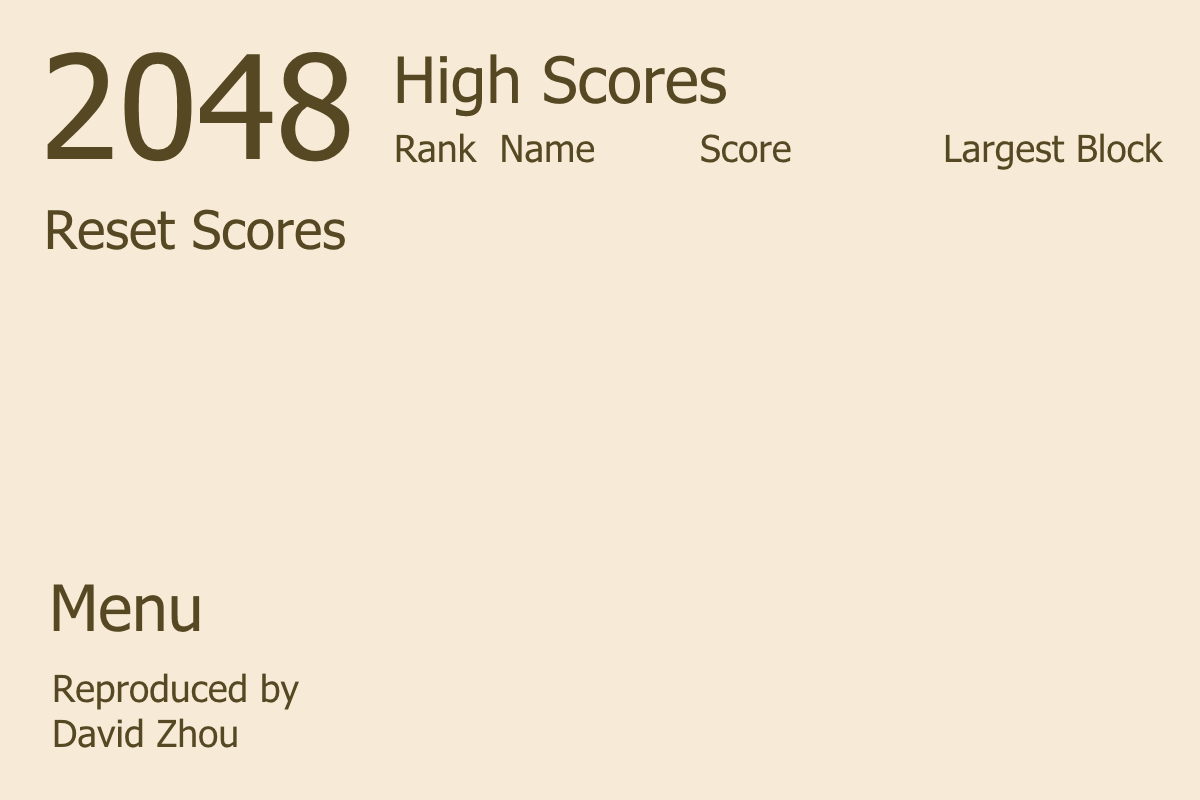 2048
High Scores
Rank Name Score Largest Block
Reset Scores
Menu
Reproduced by
David Zhou